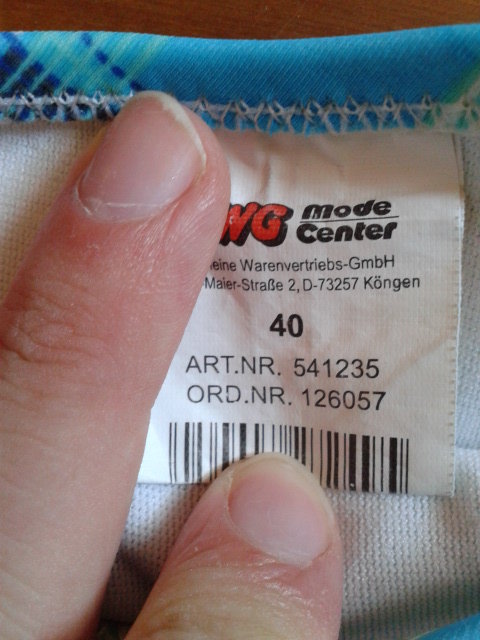 WG Mode Center
eine Warenvertriebs-GmbH
-Maier-Straße 2, D-73257 Köngen
40
ART.NR. 541235
ORD.NR. 126057